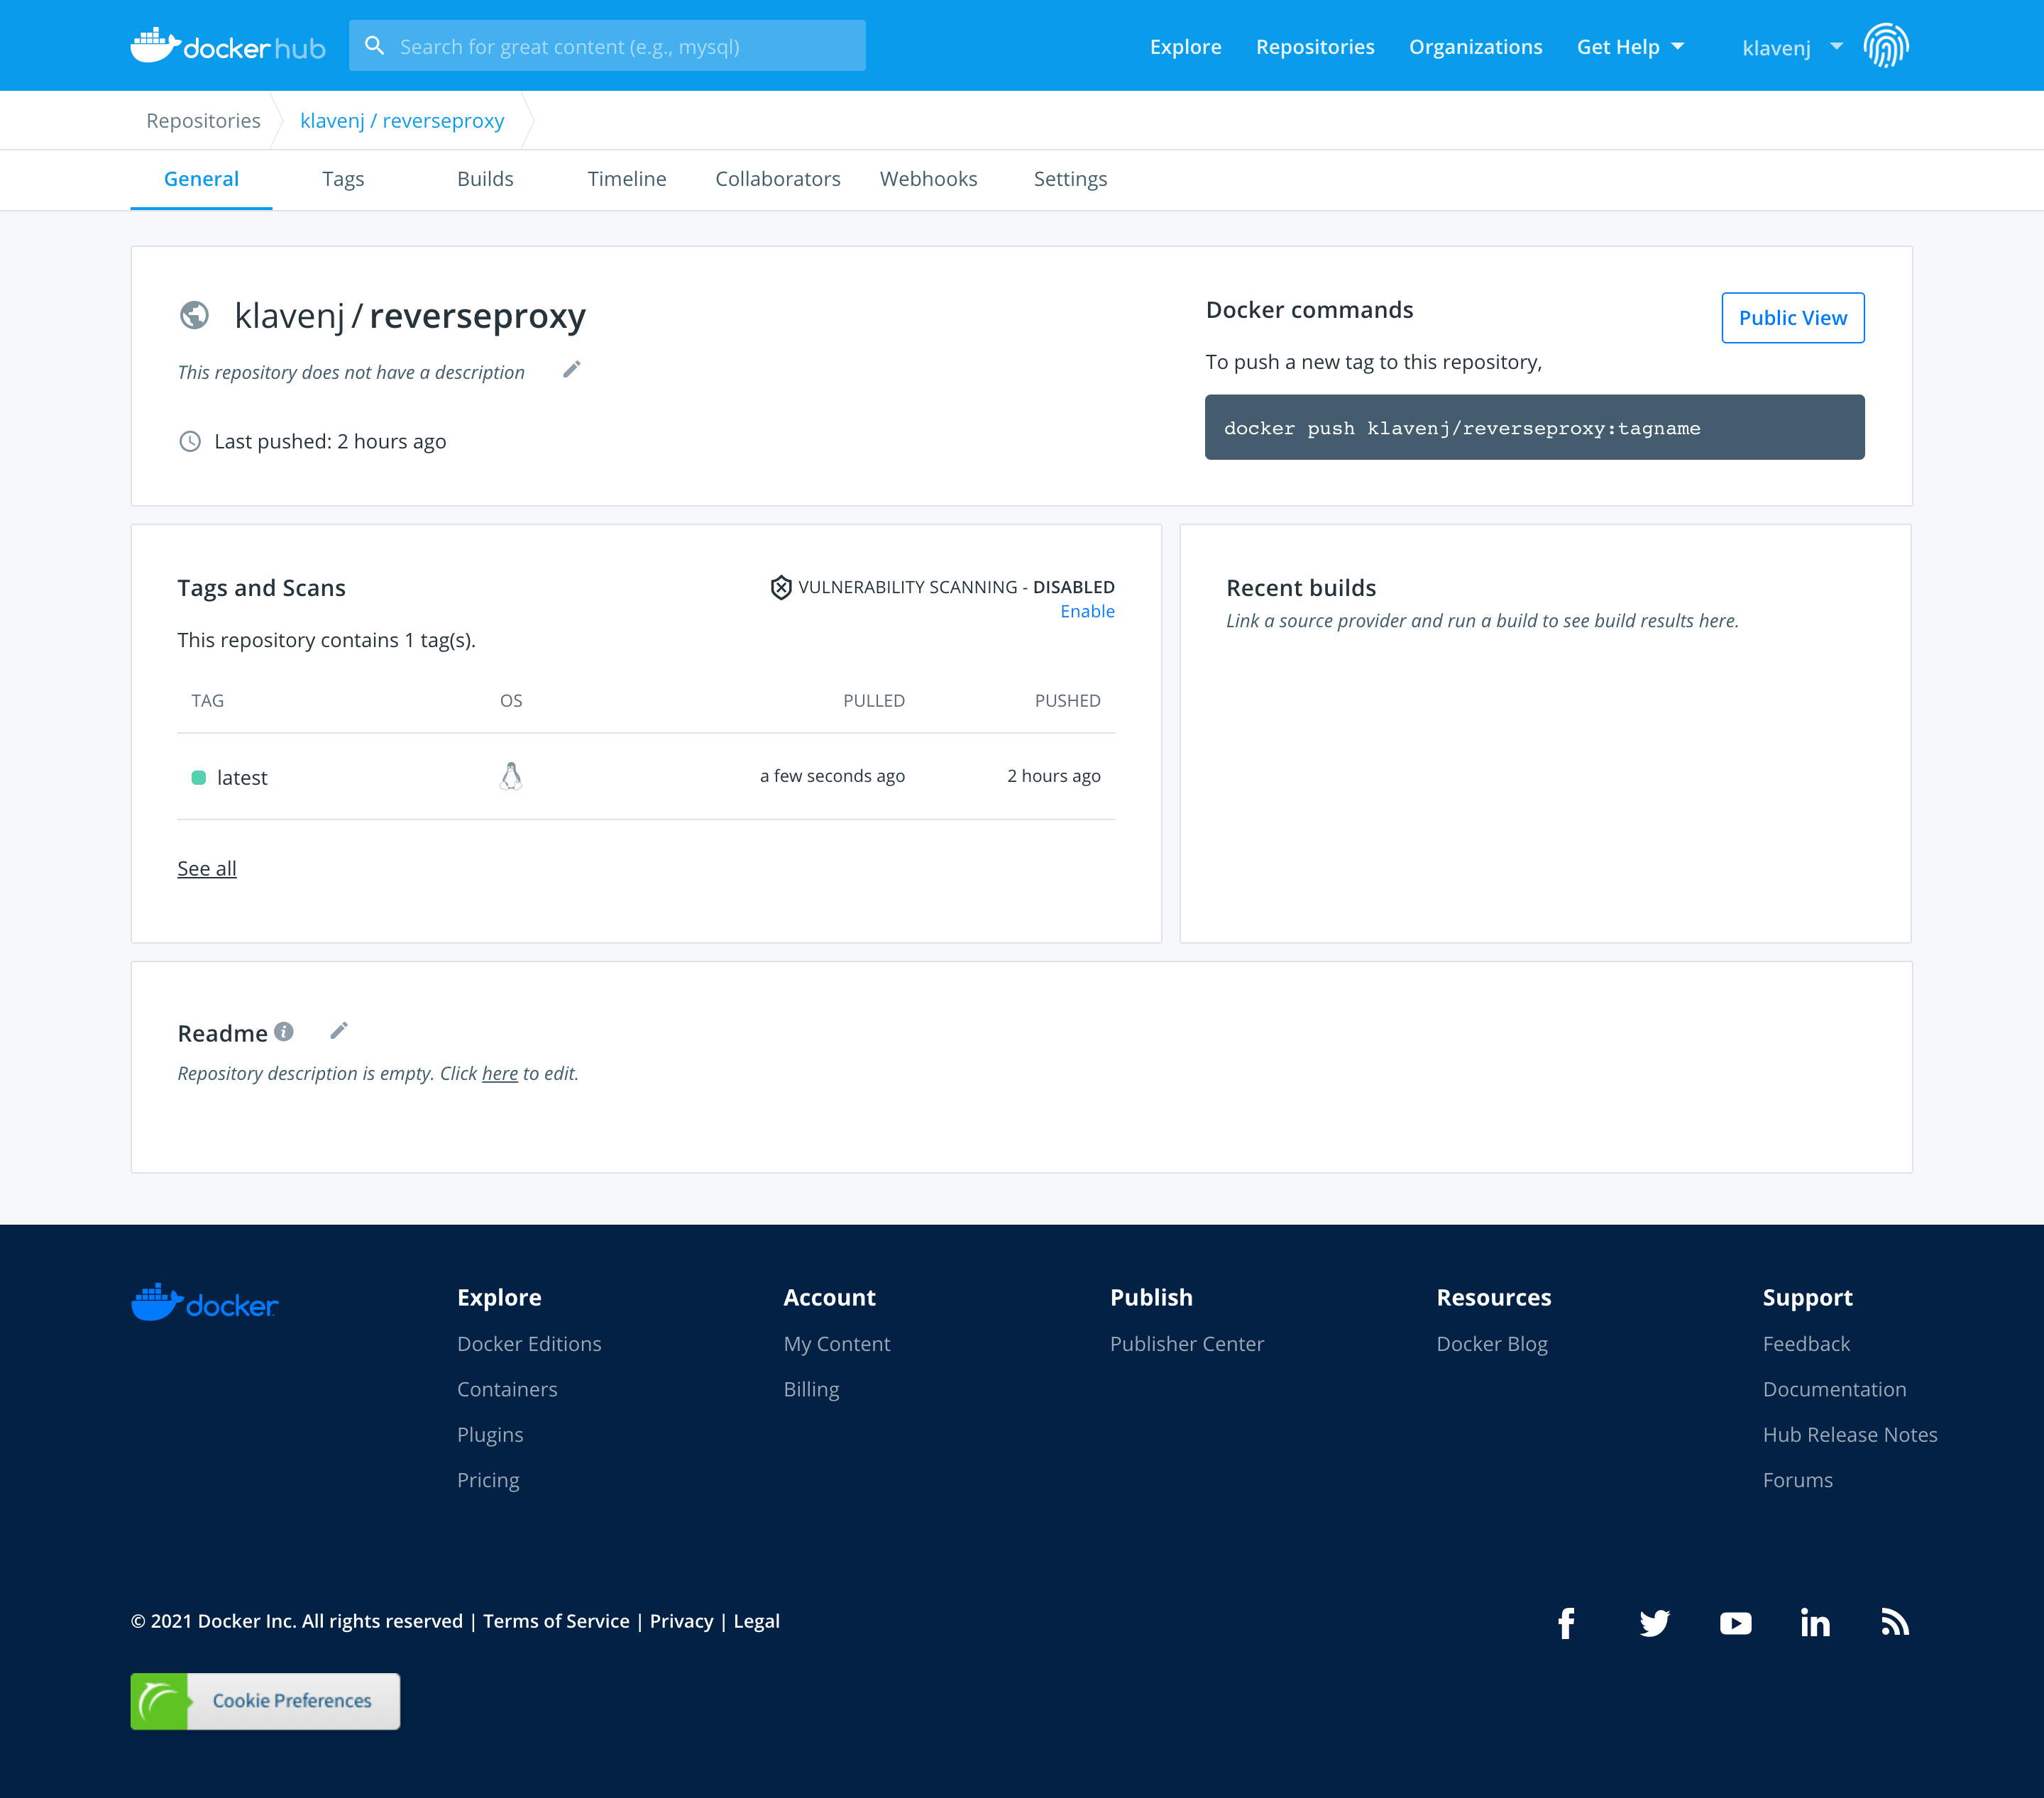 docker hub
Search for great content (e.g., mysql)
Explore Repositories Organizations Get Help klavenj
Repositories klavenj / reverseproxy
General Tags Builds Timeline Collaborators Webhooks Settings
klavenj / reverseproxy
This repository does not have a description
Last pushed: 2 hours ago
Docker commands
Public View
To push a new tag to this repository,
docker push klavenj/reverseproxy:tagname
Tags and Scans
VULNERABILITY SCANNING - DISABLED
Enable
This repository contains 1 tag(s).
TAG OS PULLED PUSHED
latest a few seconds ago 2 hours ago
See all
Recent builds
Link a source provider and run a build to see build results here.
Readme
Repository description is empty. Click here to edit.
docker
Explore
Docker Editions
Containers
Plugins
Pricing
Account
My Content
Billing
Publish
Publisher Center
Resources
Docker Blog
Support
Feedback
Documentation
Hub Release Notes
Forums
© 2021 Docker Inc. All rights reserved | Terms of Service | Privacy | Legal
Cookie Preferences